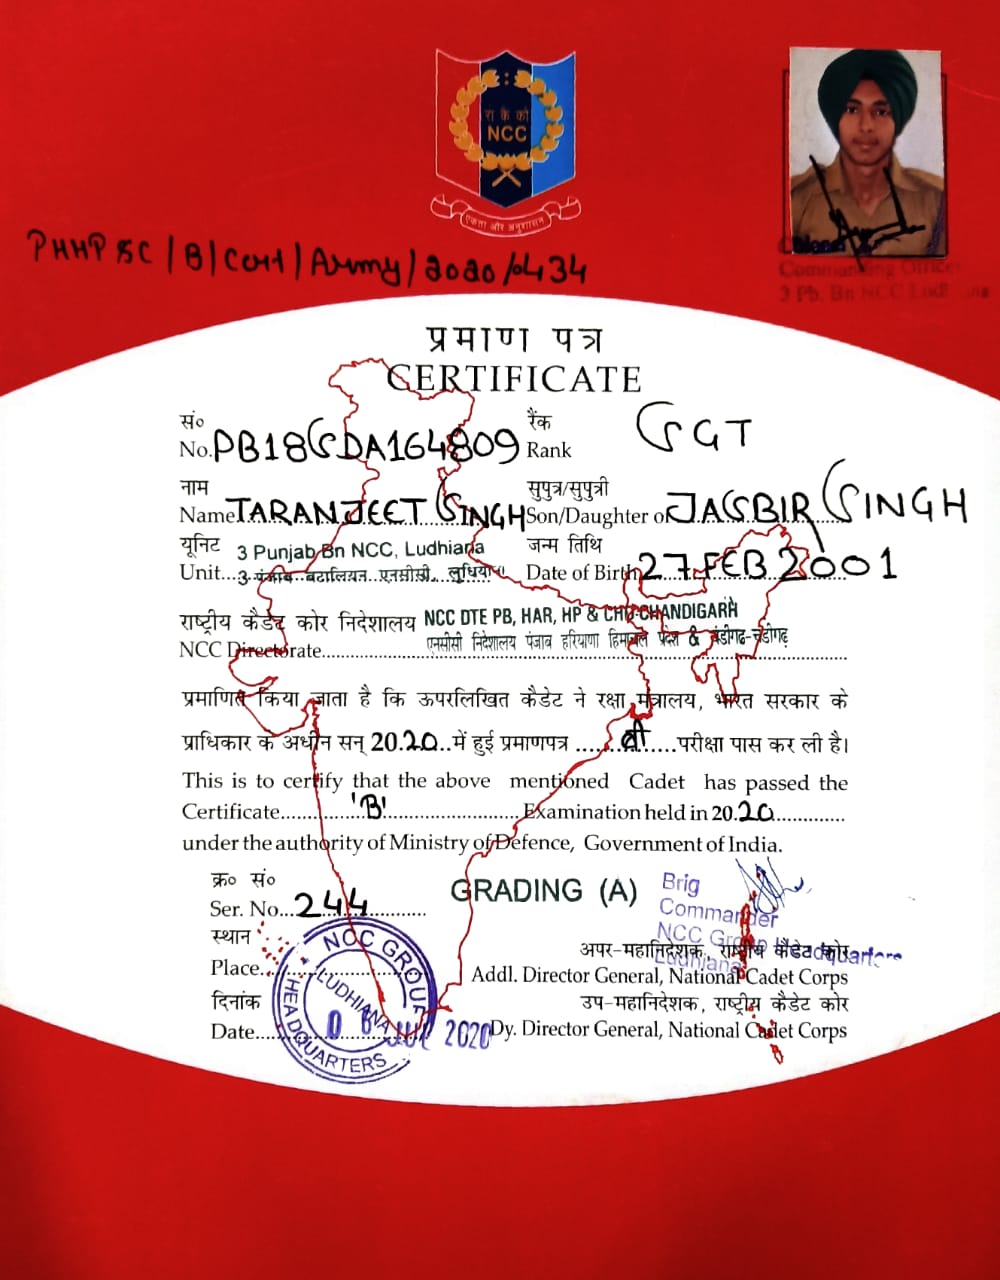 रा कै को
NCC
एकता और अनुशासन
PHHPSC/B/Cert/Army/2020/0434
Colonel
Commanding Officer
3 Pb. Bn NCC Ludhiana
प्रमाण पत्र
CERTIFICATE
सं० रैंक
No. PB18SDA164809 Rank SGT
नाम सुपुत्र/सुपुत्री
Name TARANJEET SINGH Son/Daughter of JAGBIR SINGH
यूनिट 3 Punjab Bn NCC, Ludhiana जन्म तिथि
Unit... 3 पंजाब बटालियन एनसीसी लुधियाना Date of Birth 27 FEB 2001
राष्ट्रीय कैडेट कोर निदेशालय NCC DTE PB, HAR, HP & CHD-CHANDIGARH
NCC Directorate... एनसीसी निदेशालय पंजाब हरियाणा हिमाचल प्रदेश & चंडीगढ़-चंडीगढ़
प्रमाणित किया जाता है कि ऊपरलिखित कैडेट ने रक्षा मंत्रालय, भारत सरकार के
प्राधिकार के अधीन सन् 20.20..में हुई प्रमाणपत्र ........बी.....परीक्षा पास कर ली है।
This is to certify that the above mentioned Cadet has passed the
Certificate............'B'......................Examination held in 20.20............
under the authority of Ministry of Defence, Government of India.
क्र० सं० GRADING (A) Brig
Ser. No...244........... Commander
स्थान NCC Group Headquarters
Ludhiana
अपर-महानिदेशक, राष्ट्रीय कैडेट कोर
Place... Addl. Director General, National Cadet Corps
दिनांक उप-महानिदेशक, राष्ट्रीय कैडेट कोर
Date... 2020 Dy. Director General, National Cadet Corps
NCC GROUP
LUDHIANA
HEADQUARTERS